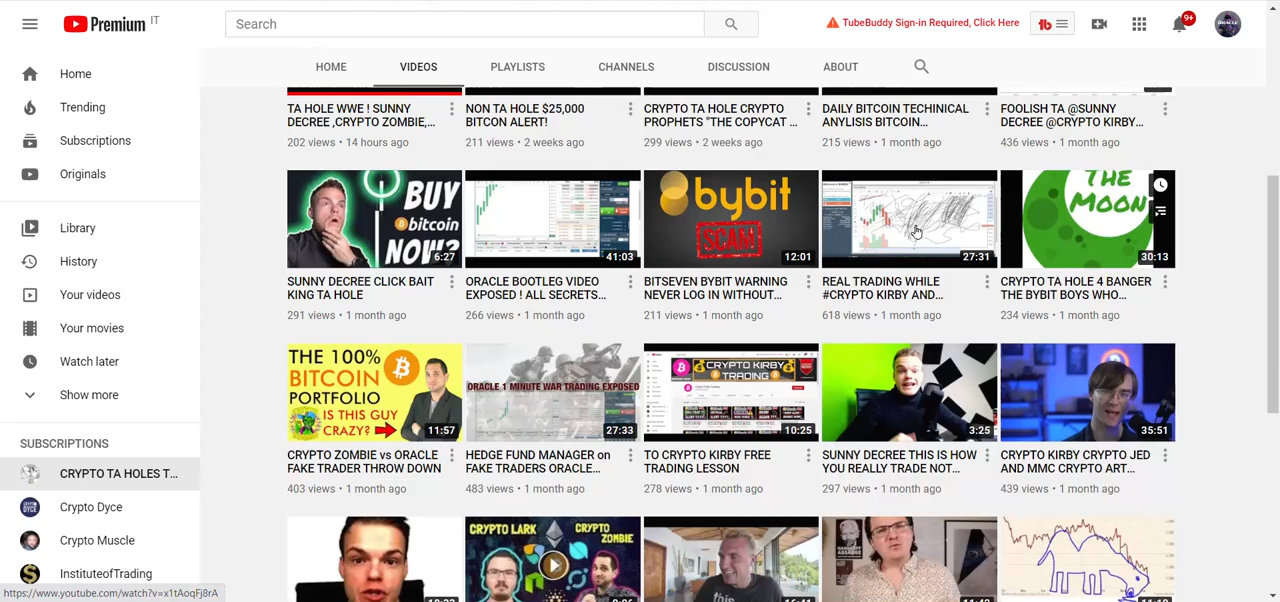 Premium IT
Search
TubeBuddy Sign-in Required, Click Here
tb
9+
HOME
VIDEOS
PLAYLISTS
CHANNELS
DISCUSSION
ABOUT
Home
Trending
Subscriptions
Originals
Library
History
Your videos
Your movies
Watch later
Show more
SUBSCRIPTIONS
CRYPTO TA HOLES T...
Crypto Dyce
Crypto Muscle
InstituteofTrading
TA HOLE WWE ! SUNNY
DECREE ,CRYPTO ZOMBIE,...
202 views • 14 hours ago
NON TA HOLE $25,000
BITCON ALERT!
211 views • 2 weeks ago
CRYPTO TA HOLE CRYPTO
PROPHETS "THE COPYCAT ...
299 views • 2 weeks ago
DAILY BITCOIN TECHINICAL
ANYLISIS BITCOIN...
215 views • 1 month ago
FOOLISH TA @SUNNY
DECREE @CRYPTO KIRBY...
436 views • 1 month ago
BUY
bitcoin
NOW?
6:27
SUNNY DECREE CLICK BAIT
KING TA HOLE
291 views • 1 month ago
41:03
ORACLE BOOTLEG VIDEO
EXPOSED ! ALL SECRETS...
266 views • 1 month ago
bybit
SCAM
12:01
BITSEVEN BYBIT WARNING
NEVER LOG IN WITHOUT...
211 views • 1 month ago
27:31
REAL TRADING WHILE
#CRYPTO KIRBY AND...
618 views • 1 month ago
THE
MOON
30:13
CRYPTO TA HOLE 4 BANGER
THE BYBIT BOYS WHO...
234 views • 1 month ago
THE 100%
BITCOIN
PORTFOLIO
IS THIS GUY
CRAZY?
11:57
CRYPTO ZOMBIE vs ORACLE
FAKE TRADER THROW DOWN
403 views • 1 month ago
ORACLE 1 MINUTE WAR TRADING EXPOSED
27:33
HEDGE FUND MANAGER on
FAKE TRADERS ORACLE...
483 views • 1 month ago
CRYPTO KIRBY
TRADING
10:25
TO CRYPTO KIRBY FREE
TRADING LESSON
278 views • 1 month ago
3:25
SUNNY DECREE THIS IS HOW
YOU REALLY TRADE NOT...
297 views • 1 month ago
35:51
CRYPTO KIRBY CRYPTO JED
AND MMC CRYPTO ART...
439 views • 1 month ago
CRYPTO LARK
CRYPTO
ZOMBIE
this
https://www.youtube.com/watch?v=x1tAoqFj8rA